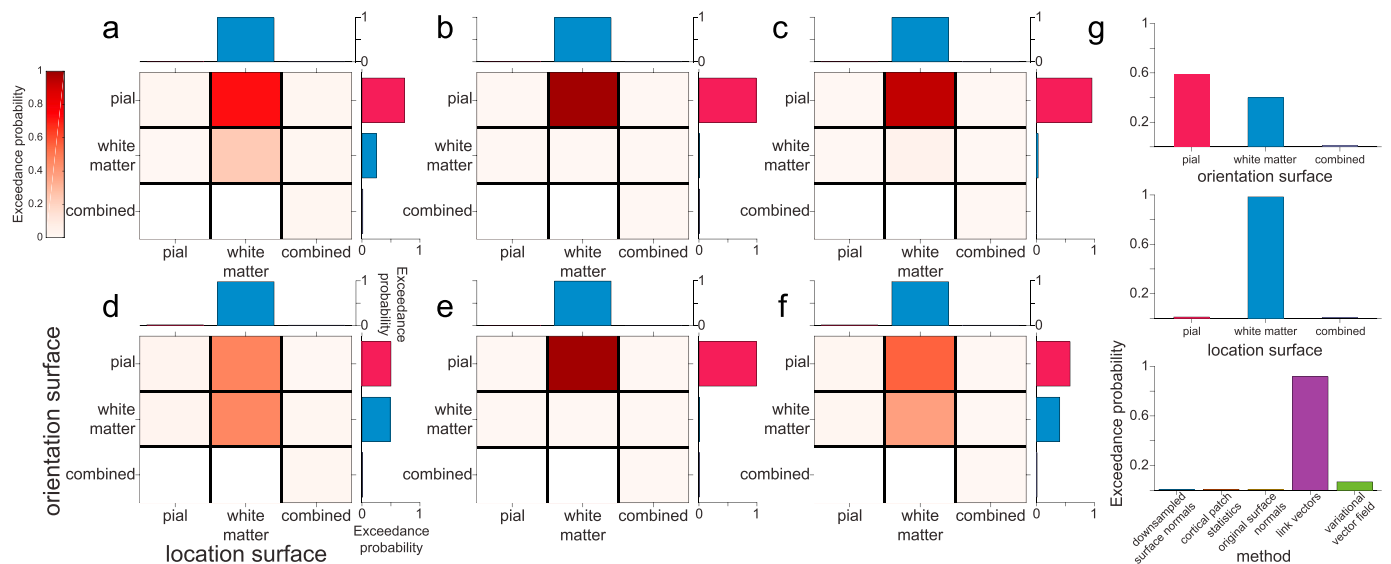 a
1
0
b
1
0
c
1
0
g
1
0.6
0.2
pial
white matter
combined
orientation surface
Exceedance probability
1
0.8
0.6
0.4
0.2
0
pial
white
matter
combined
pial
white
matter
combined
0
1
pial
white
matter
combined
pial
white
matter
combined
0
1
pial
white
matter
combined
pial
white
matter
combined
0
1
1
0.6
0.2
pial
white matter
combined
location surface
d
1
0
Exceedance
probability
e
1
0
f
1
0
orientation surface
pial
white
matter
combined
pial
white
matter
combined
0
1
Exceedance
probability
location surface
pial
white
matter
combined
pial
white
matter
combined
0
1
pial
white
matter
combined
pial
white
matter
combined
0
1
Exceedance probability
1
0.6
0.2
downsampled
surface normals
cortical patch
statistics
original surface
normals
link vectors
variational
vector field
method